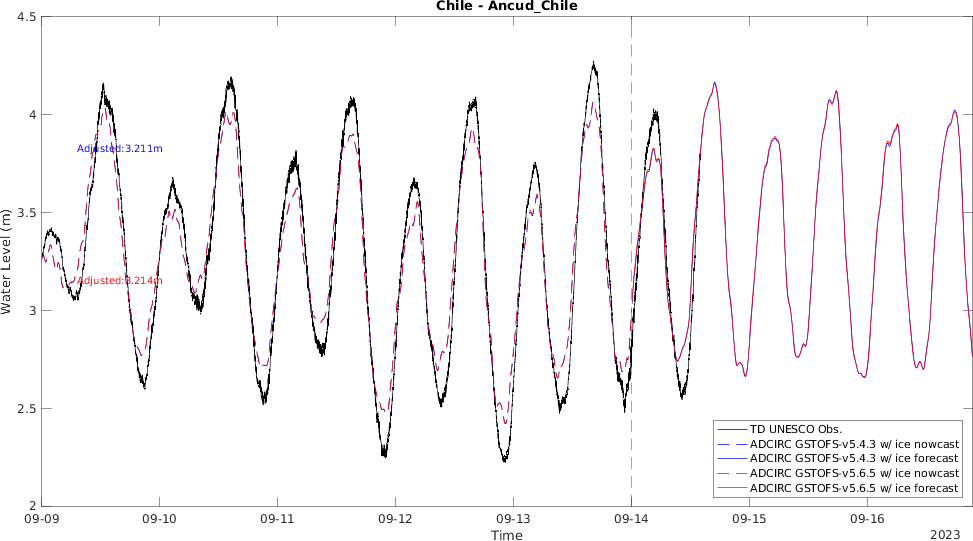 Chile - Ancud_Chile
4.5
4
3.5
3
2.5
2
Water Level (m)
Adjusted:3.211m
Adjusted:3.214m
TD UNESCO Obs.
ADCIRC GSTOFS-v5.4.3 w/ ice nowcast
ADCIRC GSTOFS-v5.4.3 w/ ice forecast
ADCIRC GSTOFS-v5.6.5 w/ ice nowcast
ADCIRC GSTOFS-v5.6.5 w/ ice forecast
09-09 09-10 09-11 09-12 09-13 09-14 09-15 09-16
Time
2023